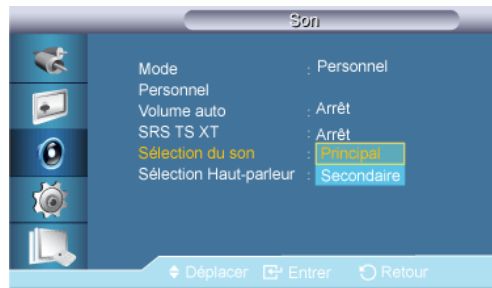 Son
Mode : Personnel
Personnel
Volume auto : Arrêt
SRS TS XT : Arrêt
Sélection du son : Principal
Sélection Haut-parleur : Secondaire
Déplacer Entrer Retour